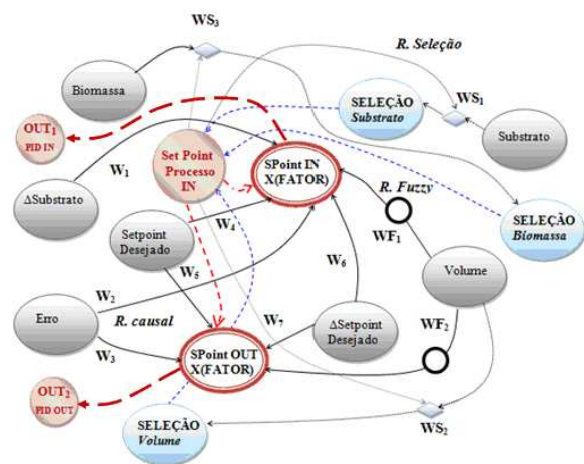 WS3
R. Seleção
Biomassa
SELEÇÃO
Substrato
WS1
Substrato
OUT1
PID IN
W1
Set Point
Processo
IN
SPoint IN
X(FATOR)
ΔSubstrato
R. Fuzzy
WF1
SELEÇÃO
Biomassa
W4
Setpoint
Desejado
W5
W6
Volume
W2
Erro
R. causal
W7
ΔSetpoint
Desejado
WF2
W3
SPoint OUT
X(FATOR)
OUT2
PID OUT
SELEÇÃO
Volume
WS2